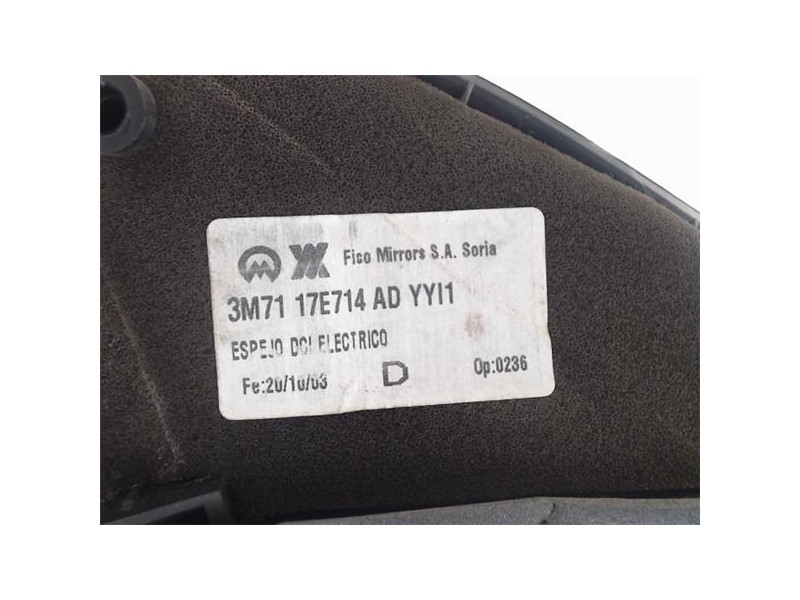 Fico Mirrors S.A. Soria
3M71 17E714 AD YYI1
ESPEJO DCI ELECTRICO
Fe:20/10/03 D Op:0236